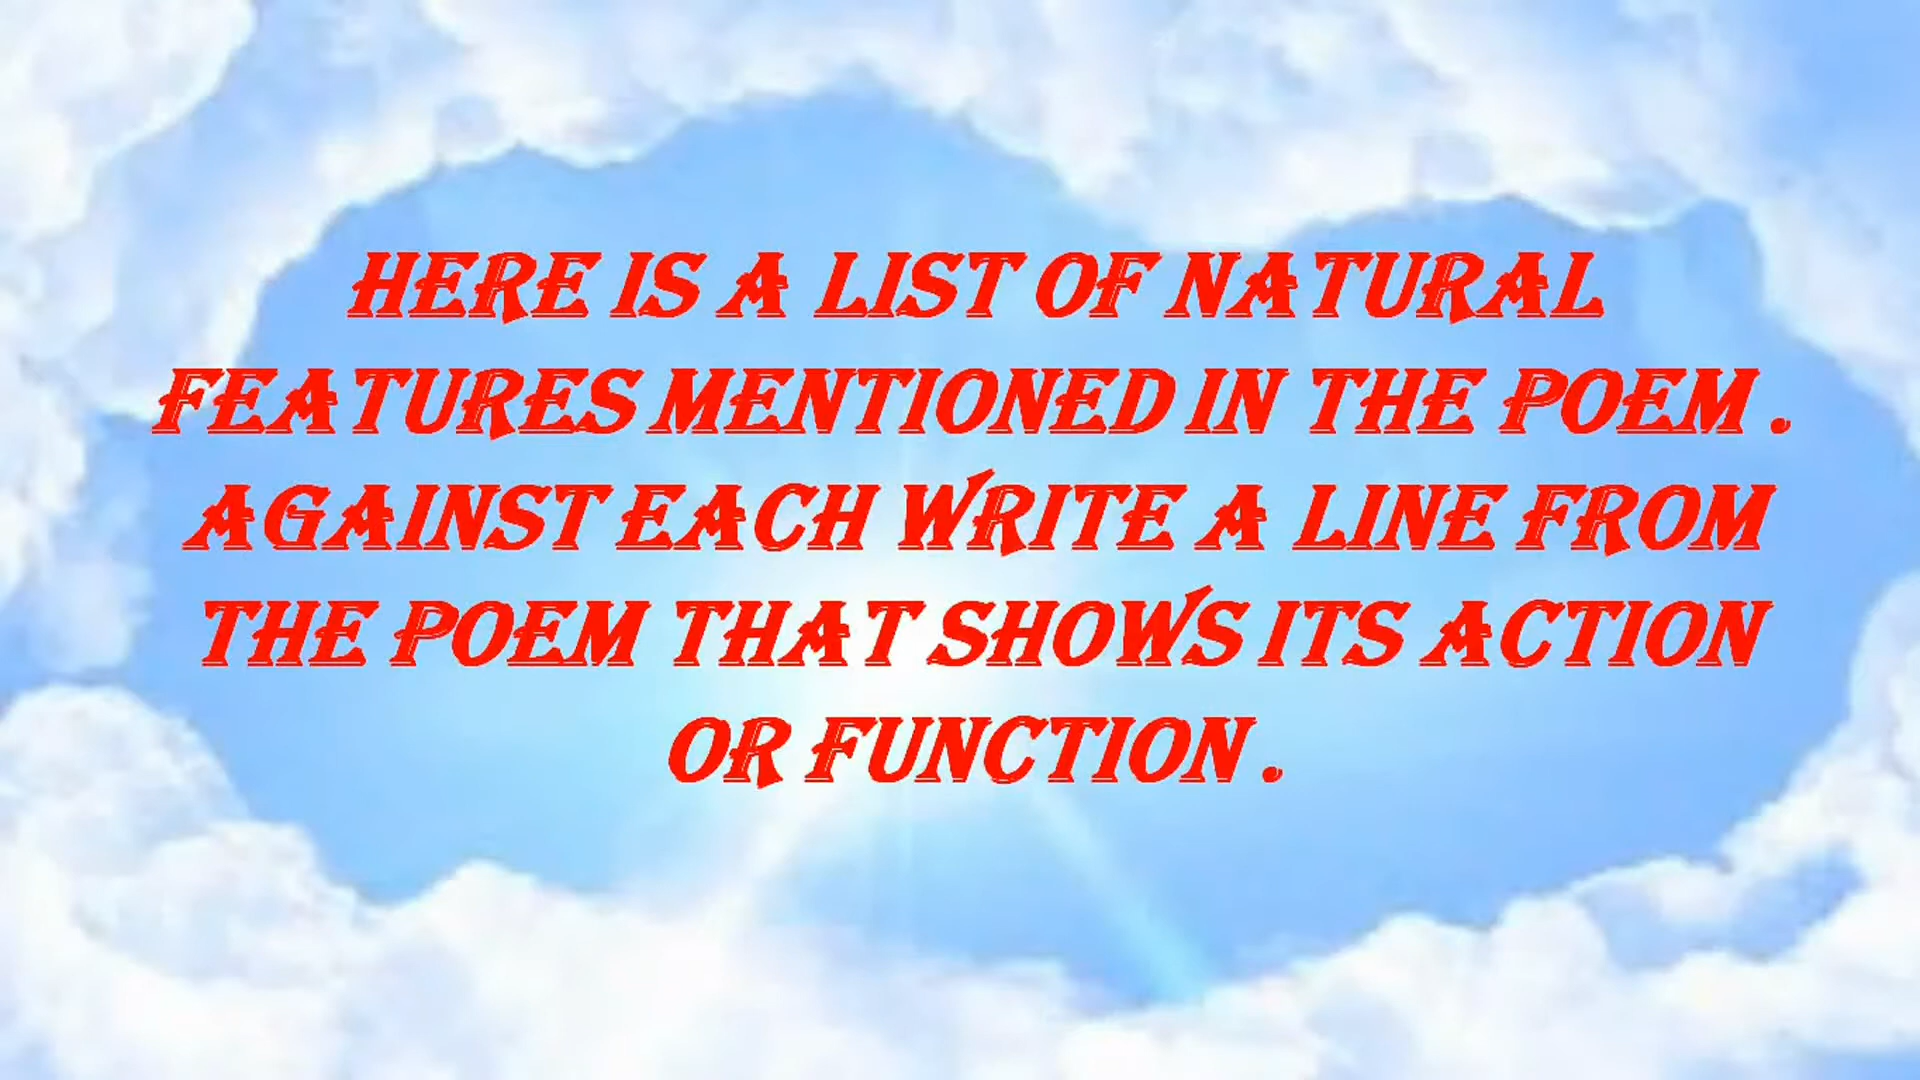 HERE IS A LIST OF NATURAL
FEATURES MENTIONED IN THE POEM .
AGAINST EACH WRITE A LINE FROM
THE POEM THAT SHOWS ITS ACTION
OR FUNCTION .